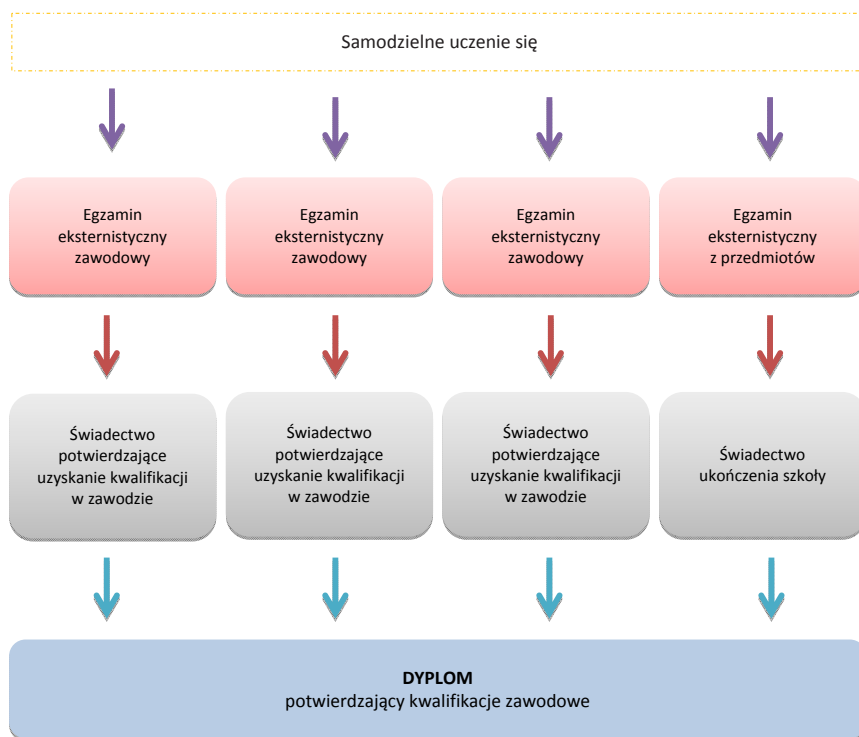 Samodzielne uczenie się
Egzamin
eksternistyczny
zawodowy
Egzamin
eksternistyczny
zawodowy
Egzamin
eksternistyczny
zawodowy
Egzamin
eksternistyczny
z przedmiotów
Świadectwo
potwierdzające
uzyskanie kwalifikacji
w zawodzie
Świadectwo
potwierdzające
uzyskanie kwalifikacji
w zawodzie
Świadectwo
potwierdzające
uzyskanie kwalifikacji
w zawodzie
Świadectwo
ukończenia szkoły
DYPLOM
potwierdzający kwalifikacje zawodowe